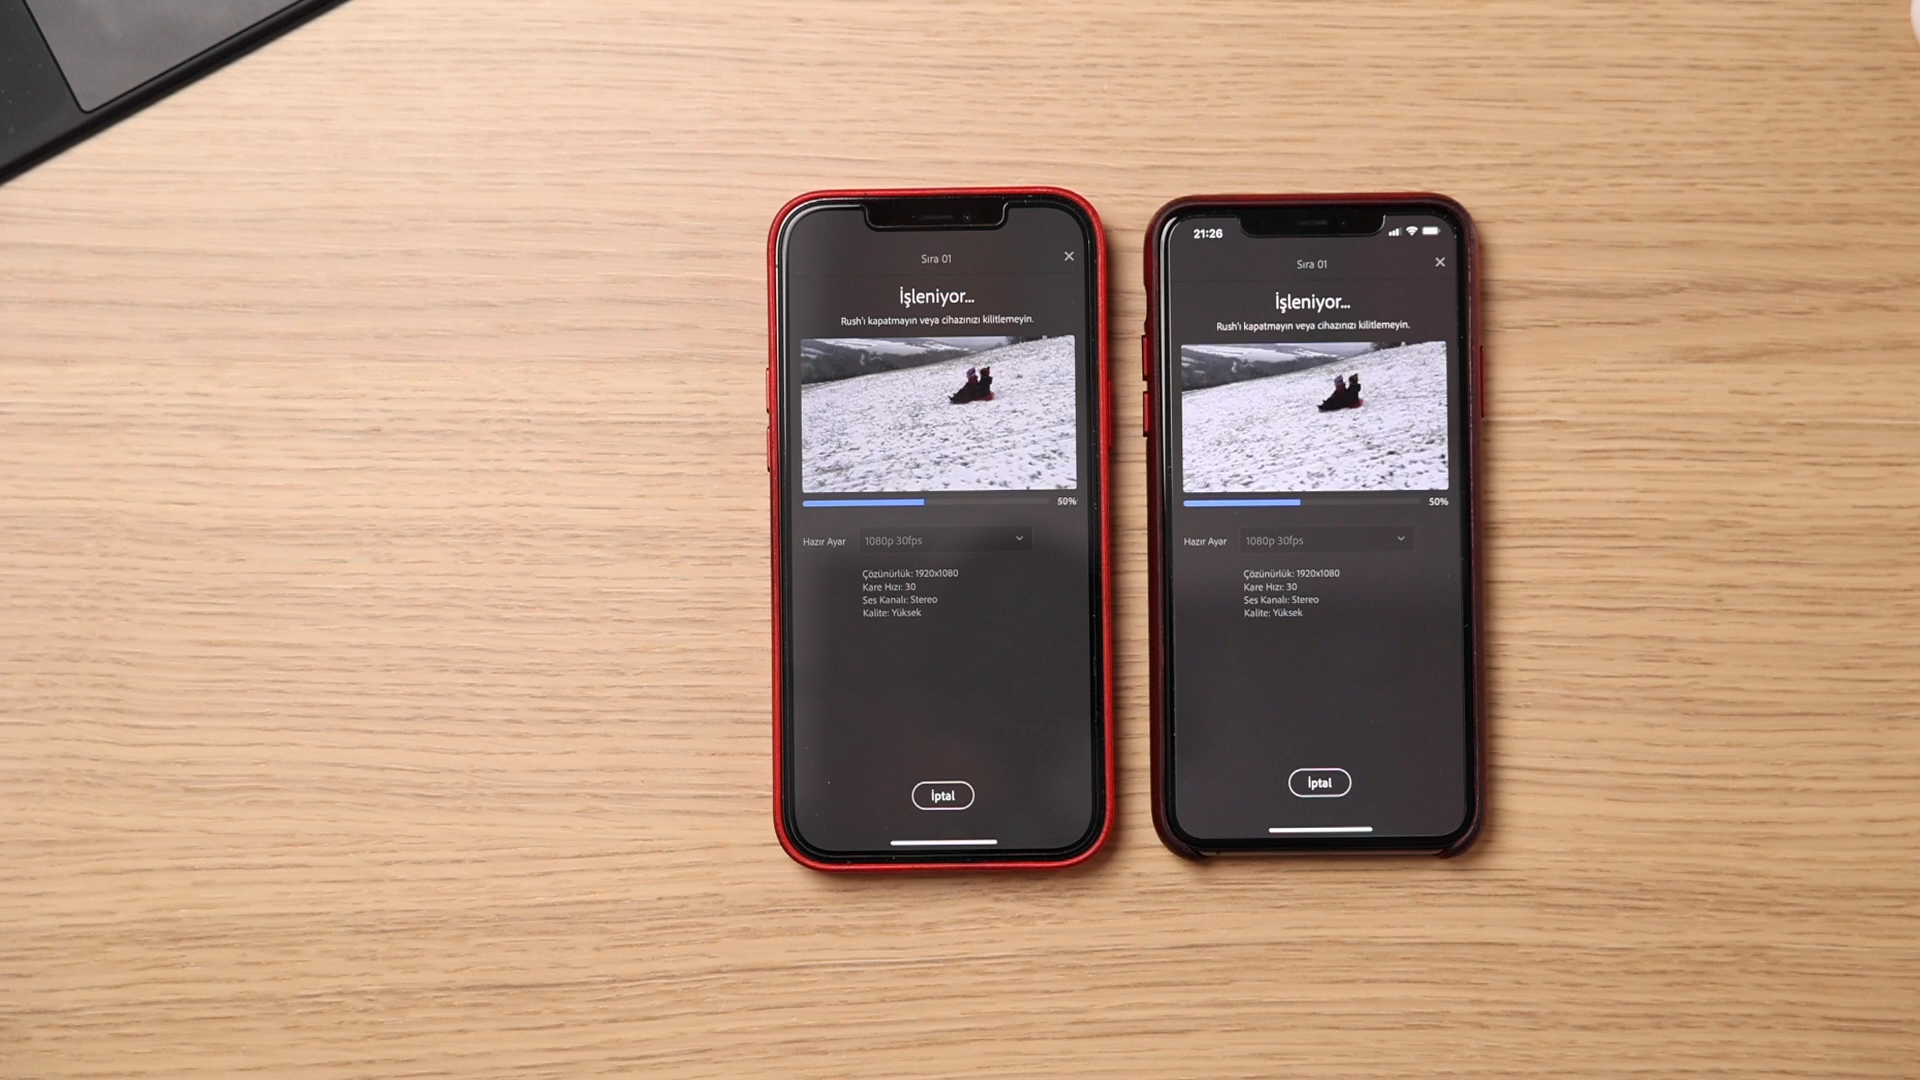 Sıra 01
İşleniyor...
Rush'ı kapatmayın veya cihazınızı kilitlemeyin.
50%
Hazır Ayar 1080p 30fps
Çözünürlük: 1920x1080
Kare Hızı: 30
Ses Kanalı: Stereo
Kalite: Yüksek
İptal
21:26
Sıra 01
İşleniyor...
Rush'ı kapatmayın veya cihazınızı kilitlemeyin.
50%
Hazır Ayar 1080p 30fps
Çözünürlük: 1920x1080
Kare Hızı: 30
Ses Kanalı: Stereo
Kalite: Yüksek
İptal